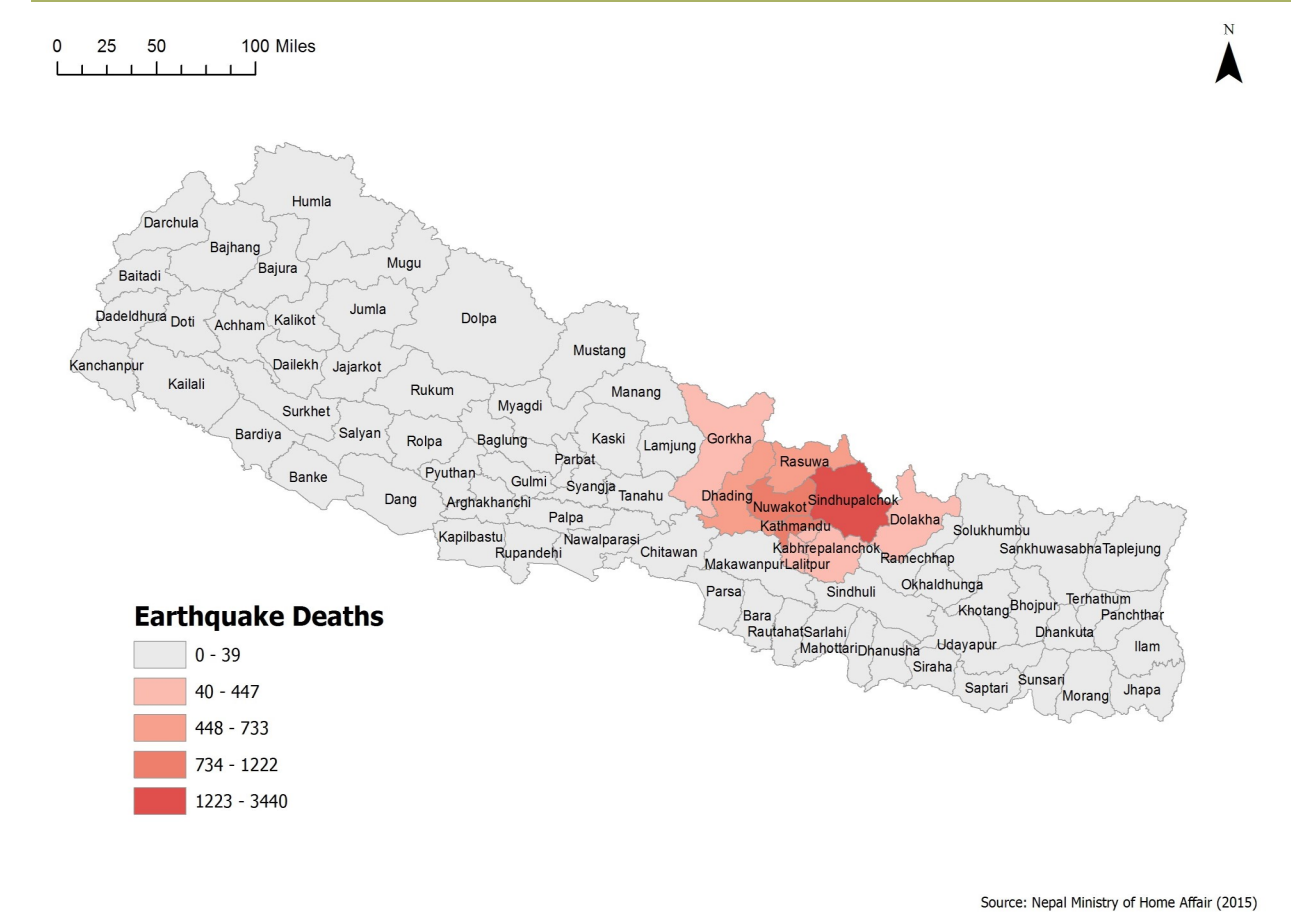 0 25 50 100 Miles
N
Humla
Darchula
Bajhang
Mugu
Bajura
Baitadi
Jumla
Dadeldhura
Doti
Achham
Kalikot
Dolpa
Mustang
Kanchanpur
Dailekh
Jajarkot
Kailali
Rukum
Manang
Myagdi
Surkhet
Bardiya
Salyan
Rolpa
Baglung
Kaski
Lamjung
Gorkha
Parbat
Rasuwa
Banke
Pyuthan
Gulmi
Syangja
Tanahu
Dhading
Sindhupalchok
Dang
Arghakhanchi
Nuwakot
Palpa
Kathmandu
Dolakha
Solukhumbu
Kapilbastu
Nawalparasi
Rupandehi
Chitawan
Kabhrepalanchok
Sankhuwasabha
Taplejung
Makawanpur
Lalitpur
Ramechhap
Okhaldhunga
Parsa
Sindhuli
Terhathum
Khotang
Bhojpur
Panchthar
Bara
Rautahat
Sarlahi
Dhankuta
Mahottari
Dhanusha
Udayapur
Ilam
Siraha
Saptari
Sunsari
Morang
Jhapa
Earthquake Deaths
0 - 39
40 - 447
448 - 733
734 - 1222
1223 - 3440
Source: Nepal Ministry of Home Affair (2015)